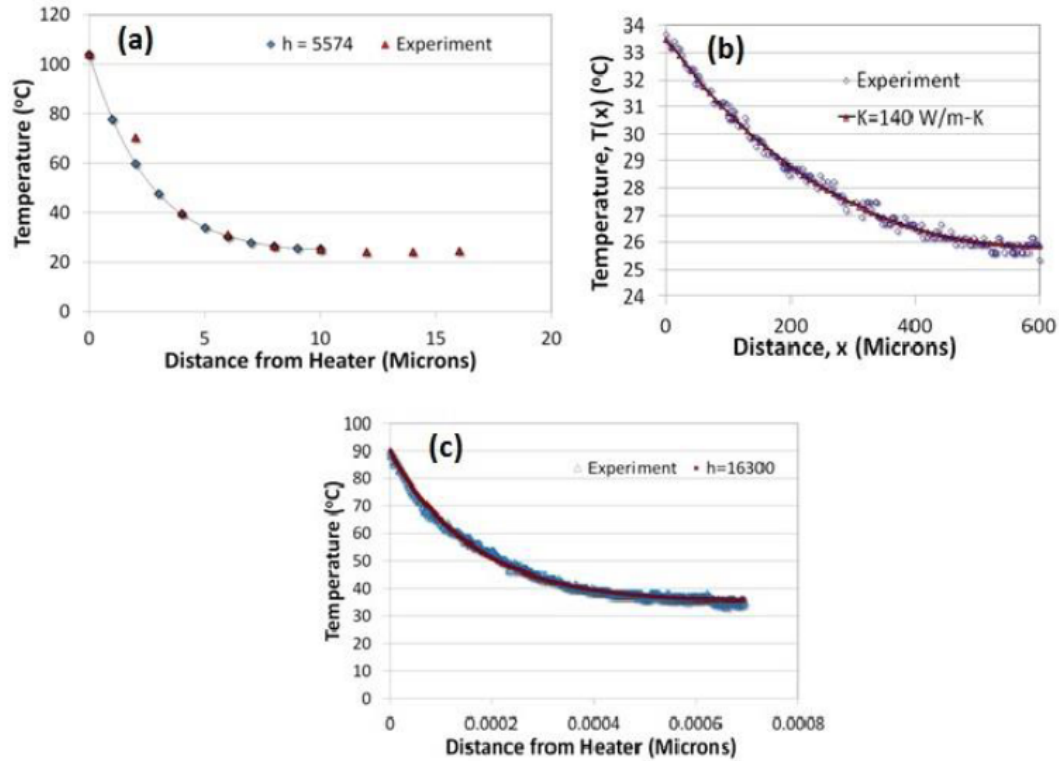 (a)
h = 5574
Experiment
Temperature (°C)
120
100
80
60
40
20
0
0
5
10
15
20
Distance from Heater (Microns)
(b)
Experiment
K=140 W/m-K
Temperature, T(x) (°C)
34
33
32
31
30
29
28
27
26
25
24
0
200
400
600
Distance, x (Microns)
(c)
Experiment
h=16300
Temperature (°C)
100
90
80
70
60
50
40
30
20
10
0
0
0.0002
0.0004
0.0006
0.0008
Distance from Heater (Microns)